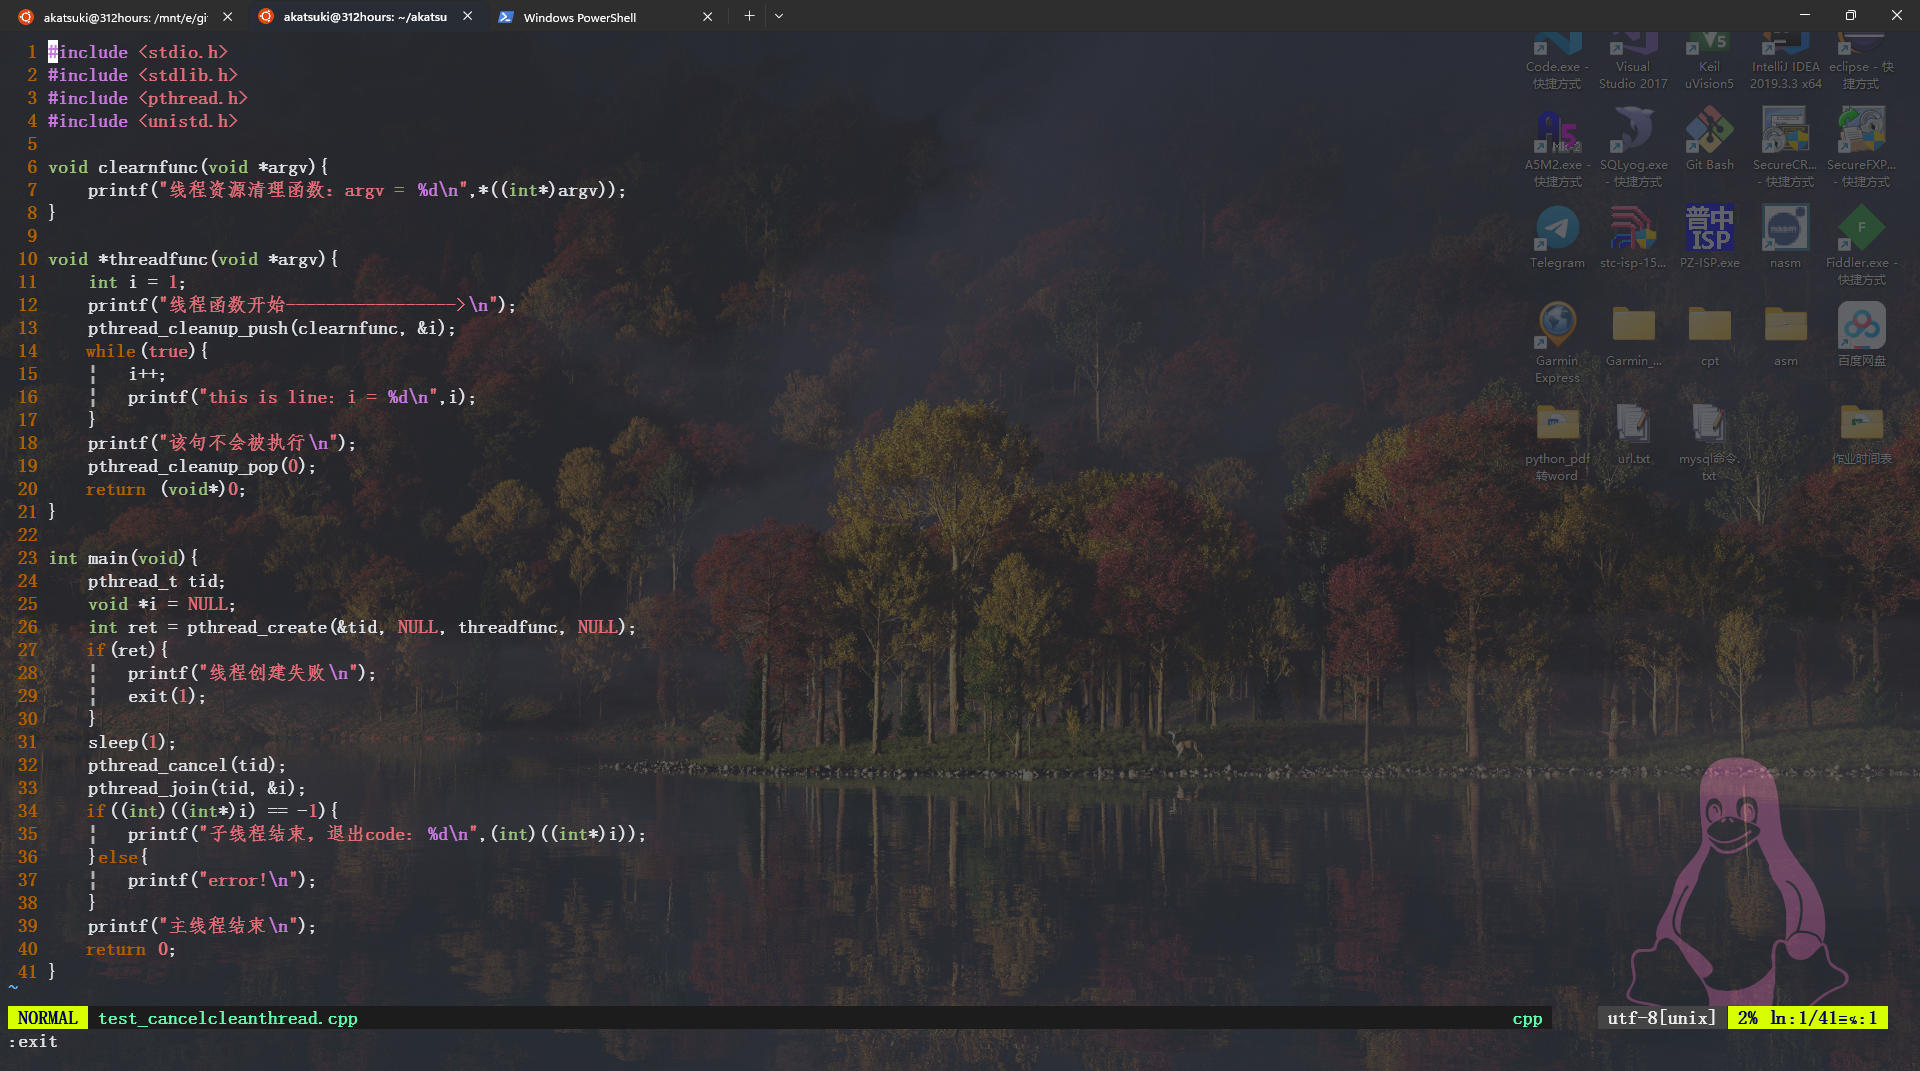 akatsuki@312hours: /mnt/e/gi
akatsuki@312hours: ~/akatsu
Windows PowerShell
1 #include <stdio.h>
2 #include <stdlib.h>
3 #include <pthread.h>
4 #include <unistd.h>
5
6 void clearnfunc(void *argv){
7     printf("线程资源清理函数: argv = %d\n",*((int*)argv));
8 }
9
10 void *threadfunc(void *argv){
11     int i = 1;
12     printf("线程函数开始----------------->\n");
13     pthread_cleanup_push(clearnfunc, &i);
14     while(true){
15     ¦   i++;
16     ¦   printf("this is line: i = %d\n",i);
17     }
18     printf("该句不会被执行\n");
19     pthread_cleanup_pop(0);
20     return (void*)0;
21 }
22
23 int main(void){
24     pthread_t tid;
25     void *i = NULL;
26     int ret = pthread_create(&tid, NULL, threadfunc, NULL);
27     if(ret){
28     ¦   printf("线程创建失败\n");
29     ¦   exit(1);
30     }
31     sleep(1);
32     pthread_cancel(tid);
33     pthread_join(tid, &i);
34     if((int)((int*)i) == -1){
35     ¦   printf("子线程结束, 退出code: %d\n",(int)((int*)i));
36     }else{
37     ¦   printf("error!\n");
38     }
39     printf("主线程结束\n");
40     return 0;
41 }
~
NORMAL test_cancelcleanthread.cpp cpp utf-8[unix] 2% ln:1/41≡℅:1
:exit
Code.exe - 快捷方式
Visual Studio 2017
Keil uVision5
IntelliJ IDEA 2019.3.3 x64
eclipse - 快捷方式
A5M2.exe - 快捷方式
SQLyog.exe - 快捷方式
Git Bash
SecureCR... - 快捷方式
SecureFXP... - 快捷方式
Telegram
stc-isp-15...
普中 ISP
PZ-ISP.exe
nasm
nasm
Fiddler.exe - 快捷方式
Garmin Express
Garmin_...
cpt
asm
百度网盘
python_pdf转word
url.txt
mysql命令.txt
作业时间表